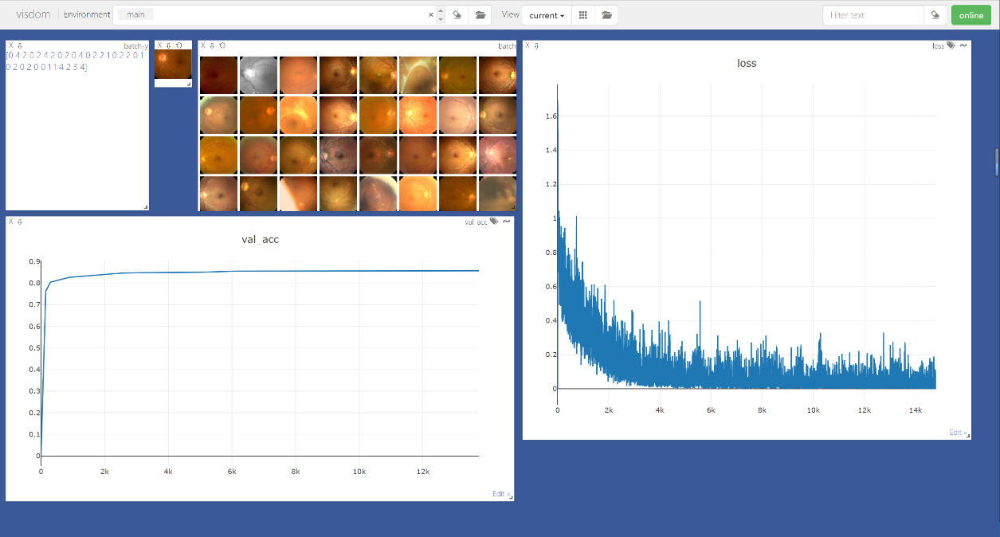 visdom Environment main × View current online
Filter text
X batch-y
[0 4 2 0 2 4 2 0 2 0 4 0 2 2 1 0 2 2 0 1
0 2 0 2 0 0 1 1 4 2 3 4]
X
X batch
X loss
loss
1.6
1.4
1.2
1
0.8
0.6
0.4
0.2
0
0 2k 4k 6k 8k 10k 12k 14k
Edit »
X val_acc
val_acc
0.9
0.8
0.7
0.6
0.5
0.4
0.3
0.2
0.1
0
0 2k 4k 6k 8k 10k 12k
Edit »